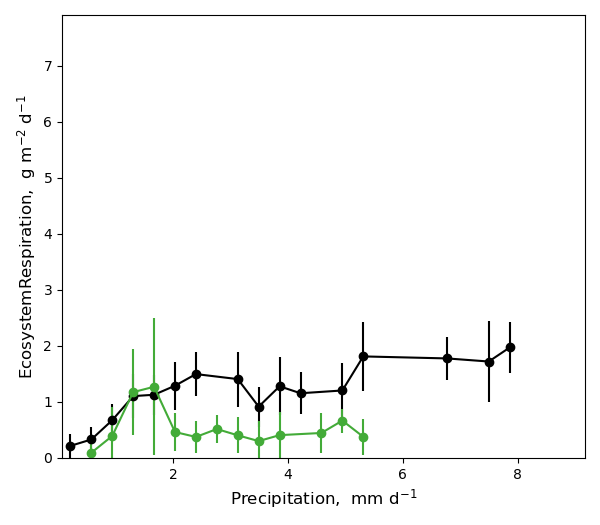 7
6
5
4
3
2
1
0
EcosystemRespiration, g m⁻² d⁻¹
2 4 6 8
Precipitation, mm d⁻¹